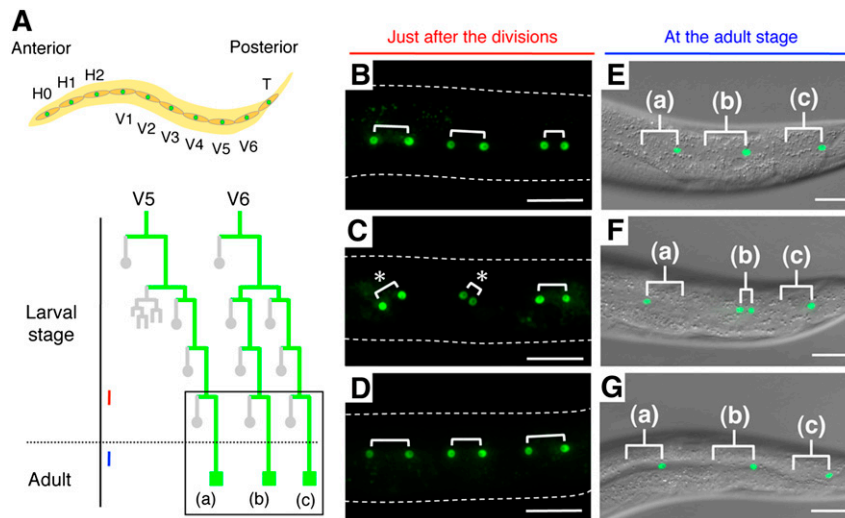 A
Anterior
Posterior
H0
H1
H2
T
V1
V2
V3
V4
V5
V6
V5
V6
Larval
stage
Adult
(a)
(b)
(c)
Just after the divisions
At the adult stage
B
C
*
*
D
E
(a)
(b)
(c)
F
(a)
(b)
(c)
G
(a)
(b)
(c)